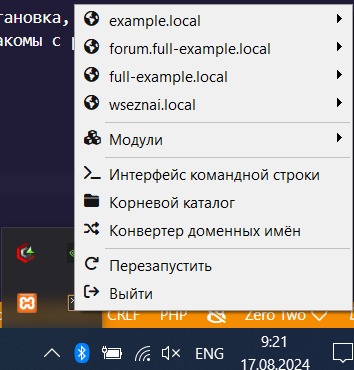 тановка,
акомы с
example.local
forum.full-example.local
full-example.local
wseznai.local
Модули
Интерфейс командной строки
Корневой каталог
Конвертер доменных имён
Перезапустить
Выйти
CRLF PHP Zero Two
ENG
9:21
17.08.2024